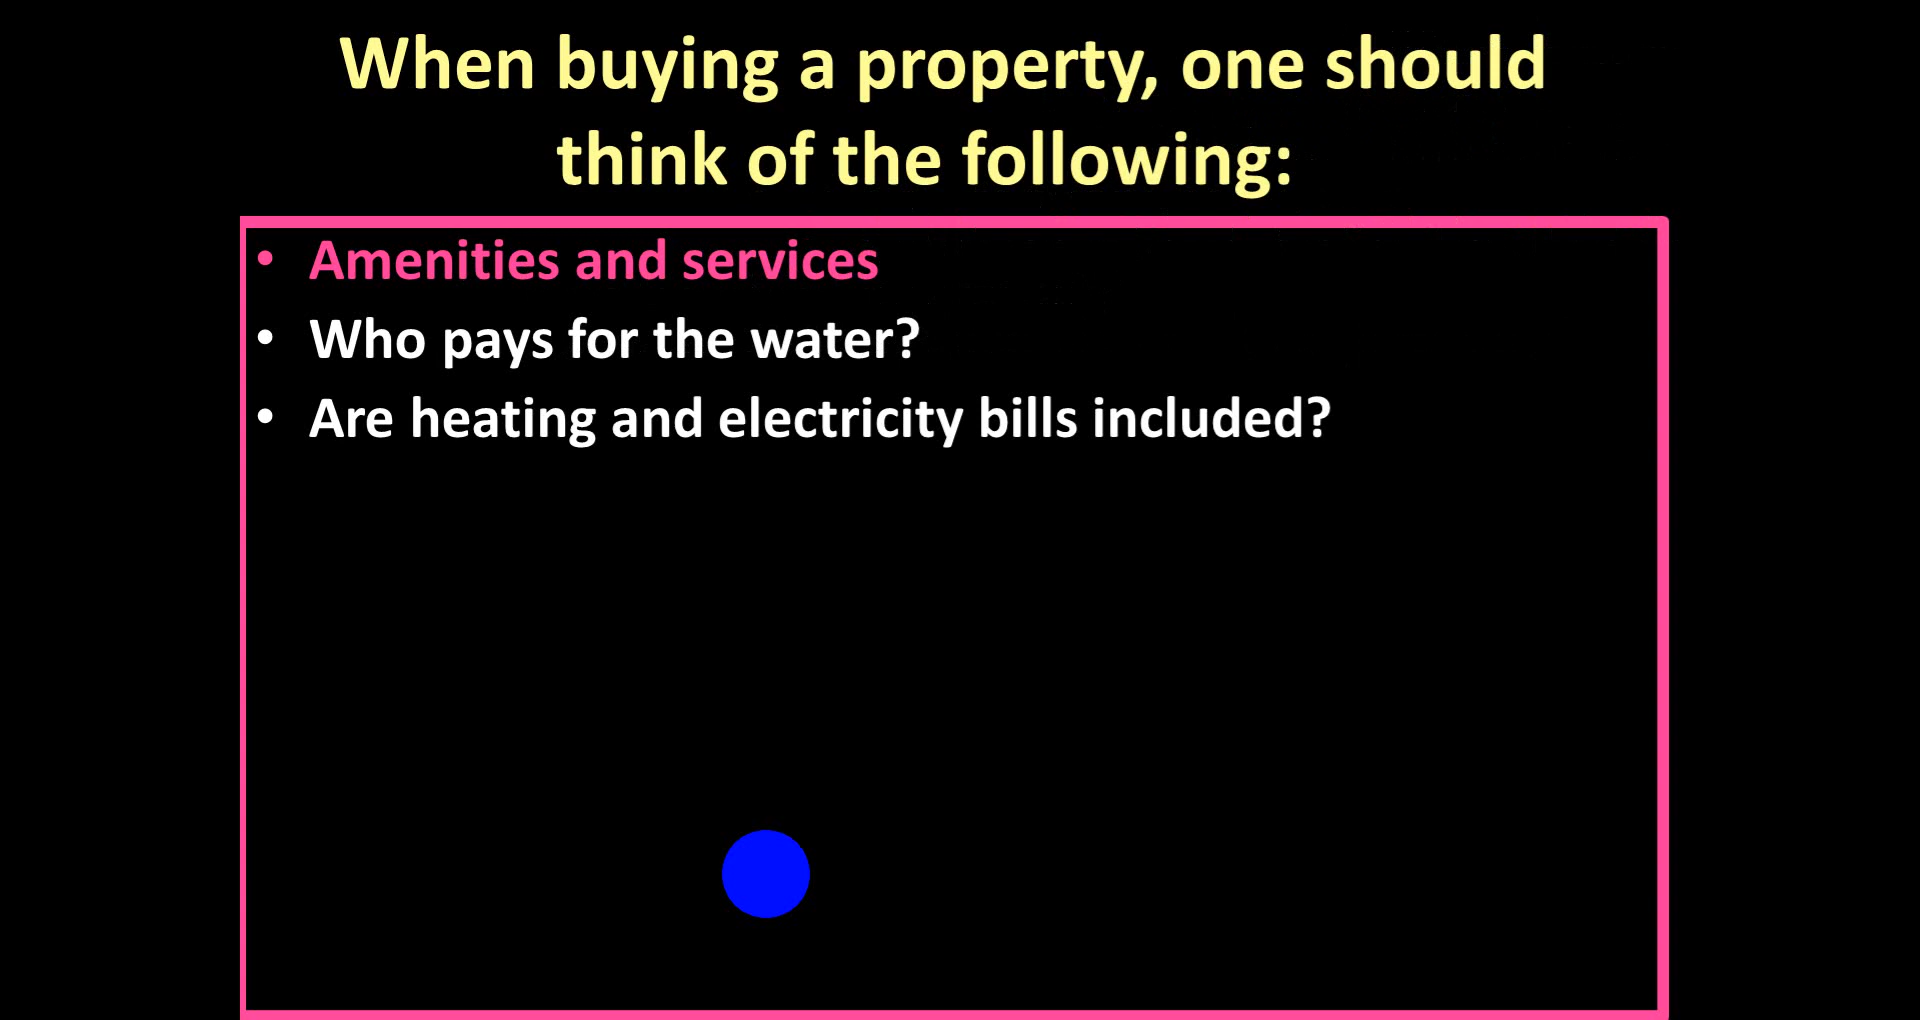 When buying a property, one should
think of the following:
• Amenities and services
• Who pays for the water?
• Are heating and electricity bills included?